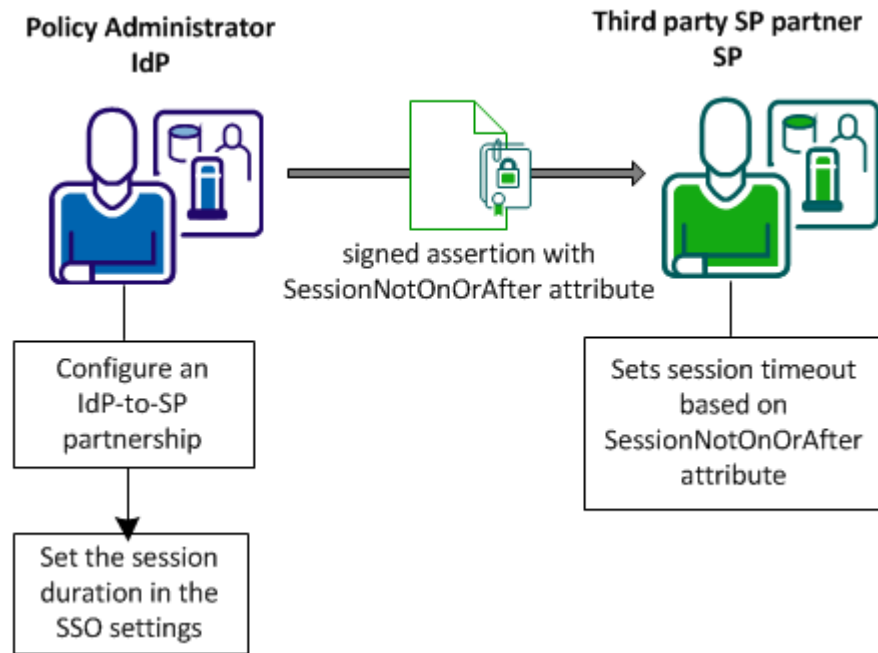 Policy Administrator
IdP
Third party SP partner
SP
signed assertion with
SessionNotOnOrAfter attribute
Configure an
IdP-to-SP
partnership
Sets session timeout
based on
SessionNotOnOrAfter
attribute
Set the session
duration in the
SSO settings